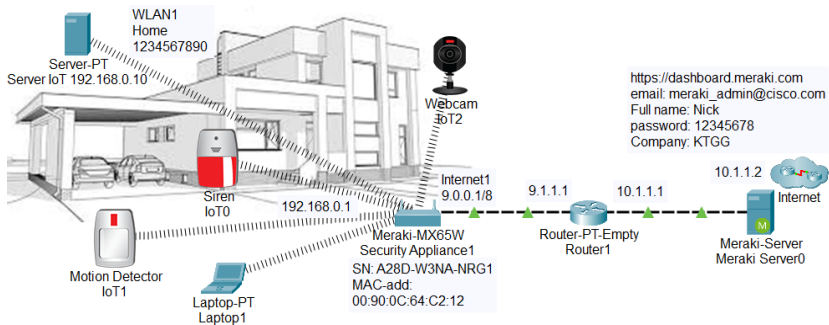 WLAN1
Home
1234567890
Server-PT
Server IoT 192.168.0.10
Webcam
IoT2
https://dashboard.meraki.com
email: meraki_admin@cisco.com
Full name: Nick
password: 12345678
Company: KTGG
Siren
IoT0
192.168.0.1
Internet1
9.0.0.1/8
9.1.1.1
10.1.1.1
10.1.1.2
Internet
Motion Detector
IoT1
Meraki-MX65W
Security Appliance1
SN: A28D-W3NA-NRG1
MAC-add:
00:90:0C:64:C2:12
Router-PT-Empty
Router1
M
Meraki-Server
Meraki Server0
Laptop-PT
Laptop1